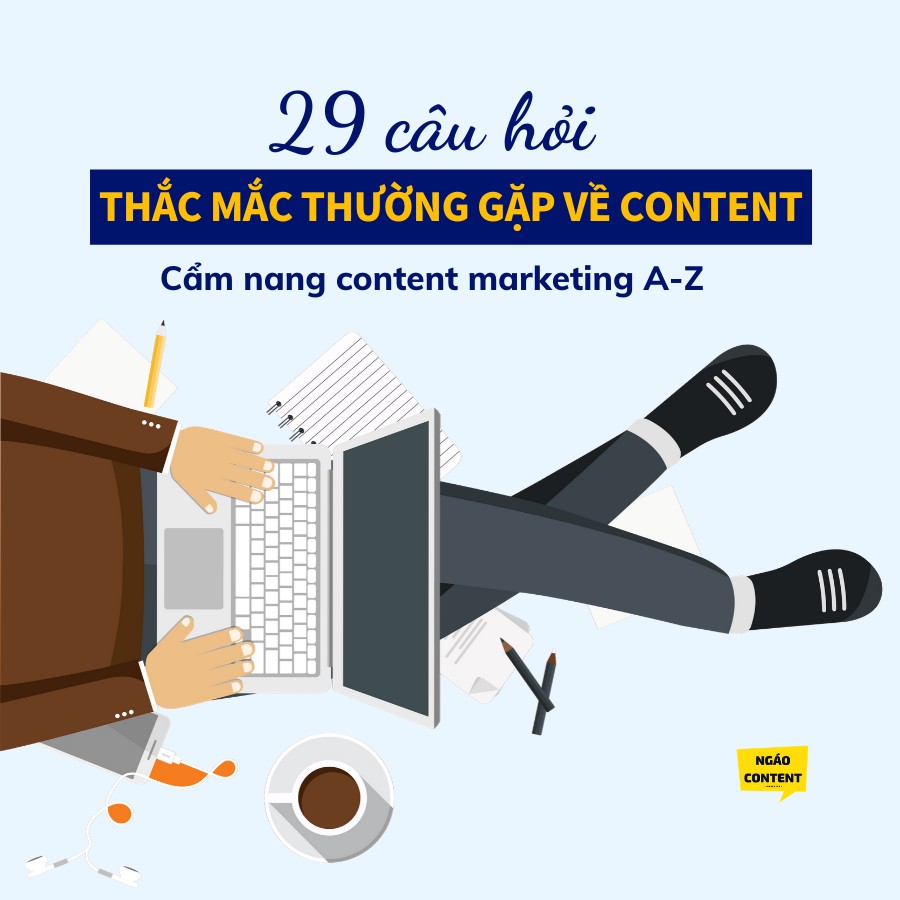 29 câu hỏi
THẮC MẮC THƯỜNG GẶP VỀ CONTENT
Cẩm nang content marketing A-Z
NGÁO
CONTENT